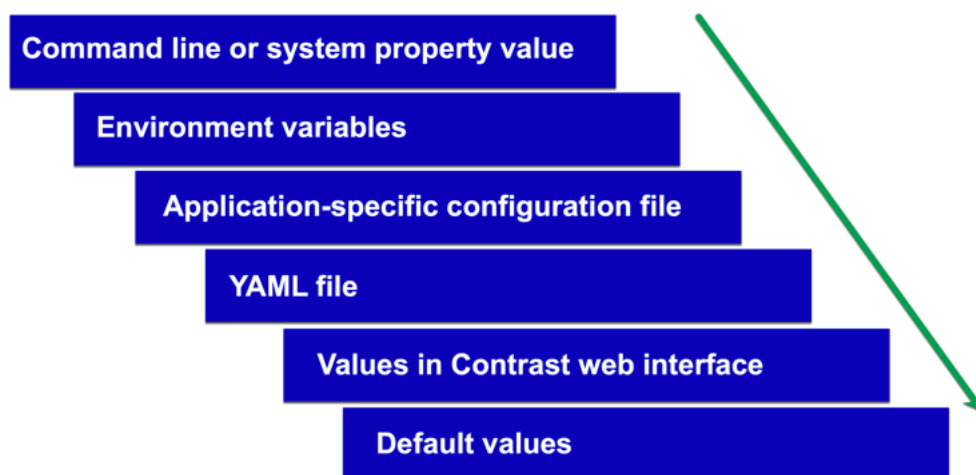 Command line or system property value
Environment variables
Application-specific configuration file
YAML file
Values in Contrast web interface
Default values